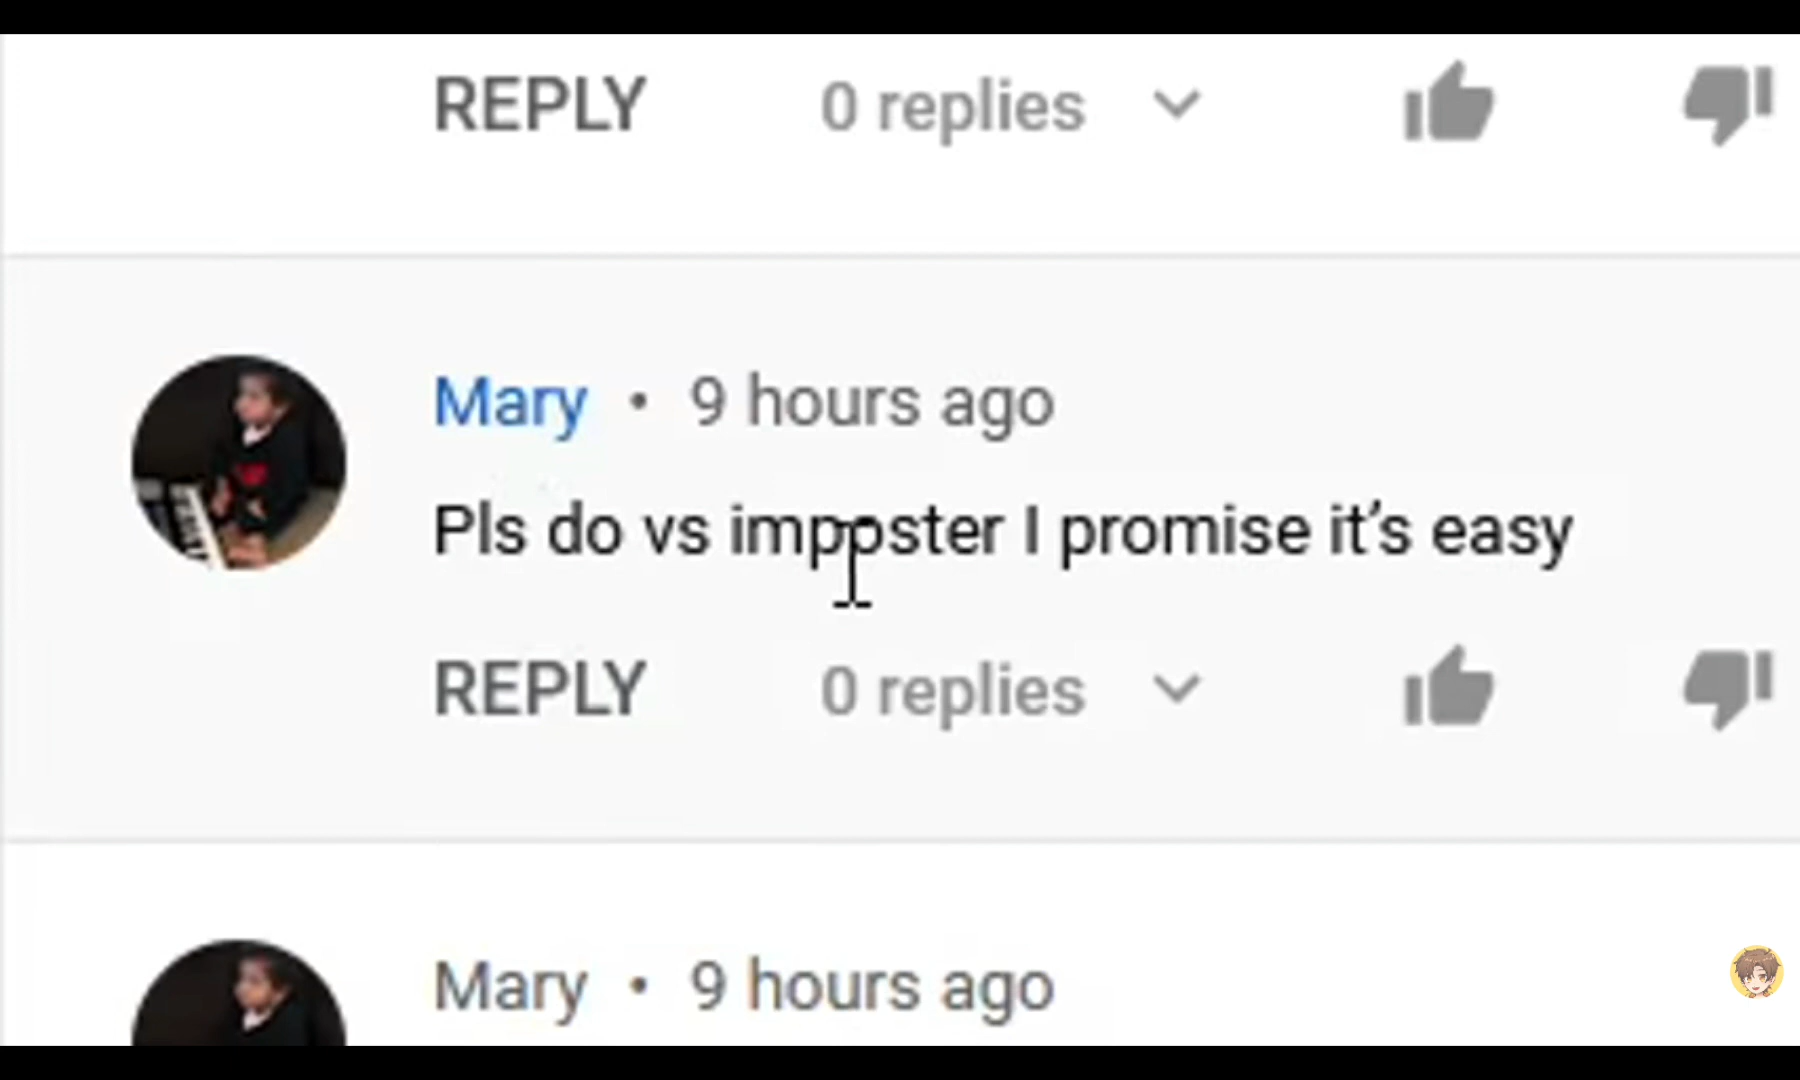 REPLY 0 replies
Mary • 9 hours ago
Pls do vs imposter I promise it’s easy
REPLY 0 replies
Mary • 9 hours ago